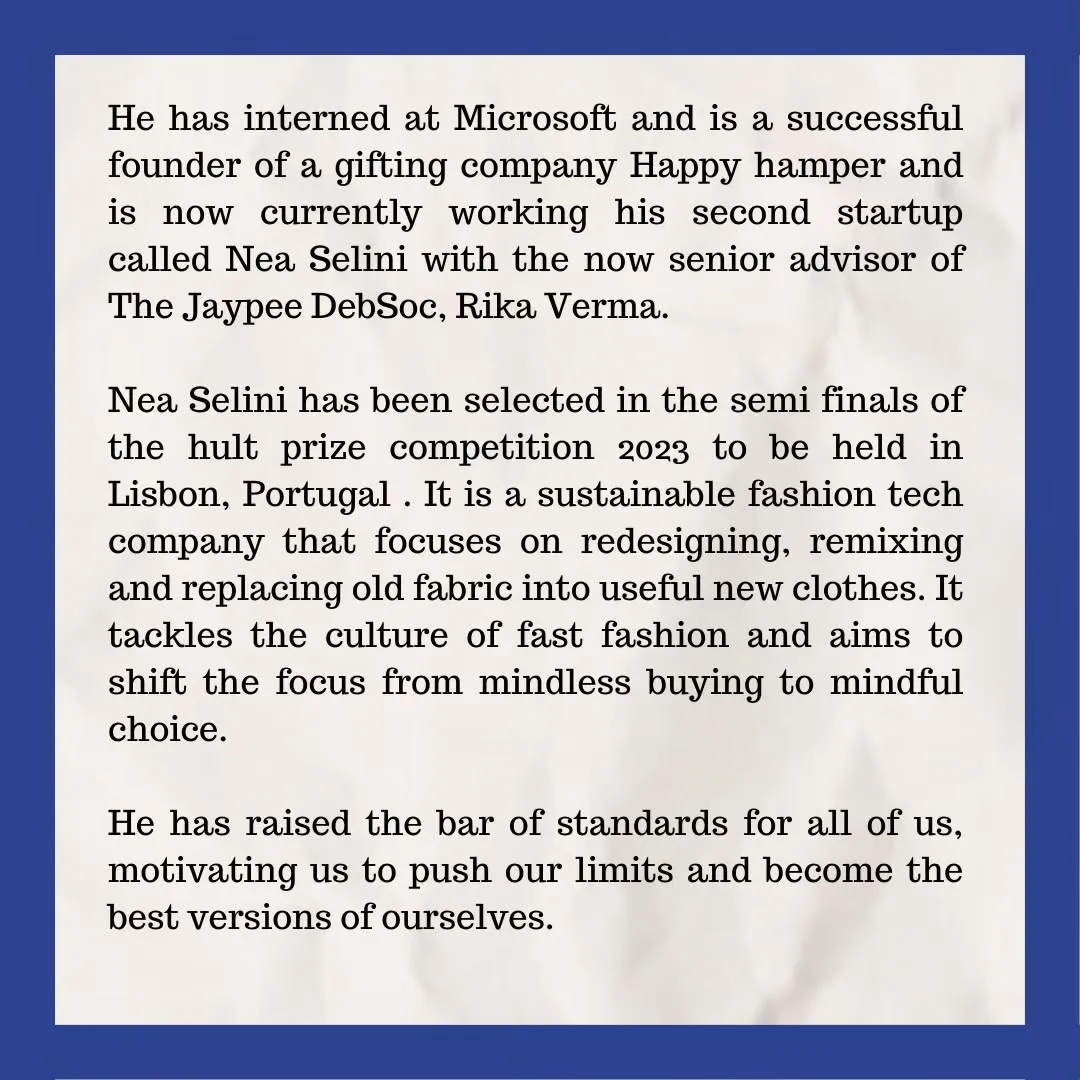 He has interned at Microsoft and is a successful
founder of a gifting company Happy hamper and
is now currently working his second startup
called Nea Selini with the now senior advisor of
The Jaypee DebSoc, Rika Verma.
Nea Selini has been selected in the semi finals of
the hult prize competition 2023 to be held in
Lisbon, Portugal . It is a sustainable fashion tech
company that focuses on redesigning, remixing
and replacing old fabric into useful new clothes. It
tackles the culture of fast fashion and aims to
shift the focus from mindless buying to mindful
choice.
He has raised the bar of standards for all of us,
motivating us to push our limits and become the
best versions of ourselves.